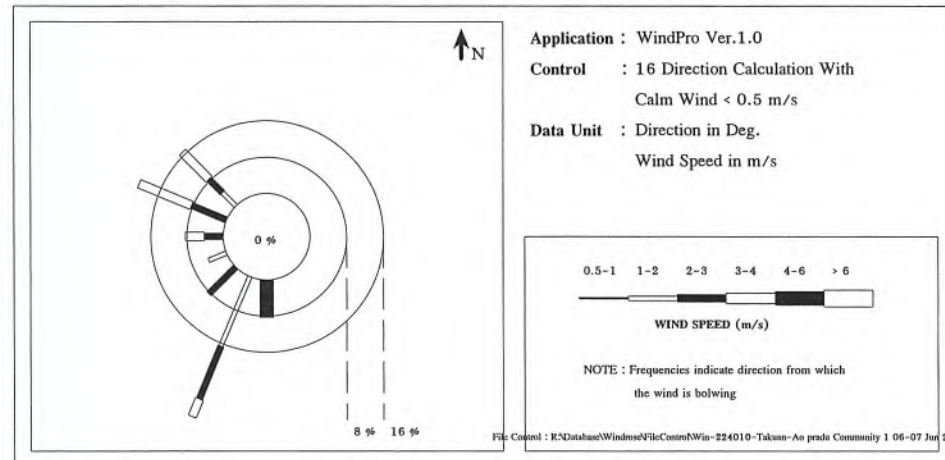 N
0 %
8 % 16 %
Application : WindPro Ver.1.0
Control : 16 Direction Calculation With
Calm Wind < 0.5 m/s
Data Unit : Direction in Deg.
Wind Speed in m/s
0.5-1 1-2 2-3 3-4 4-6 > 6
WIND SPEED (m/s)
NOTE : Frequencies indicate direction from which
the wind is bolwing
File Control : R:\Database\Windrose\FileControl\Win-224010-Takuan-Ao pradu Community 1 06-07 Jun